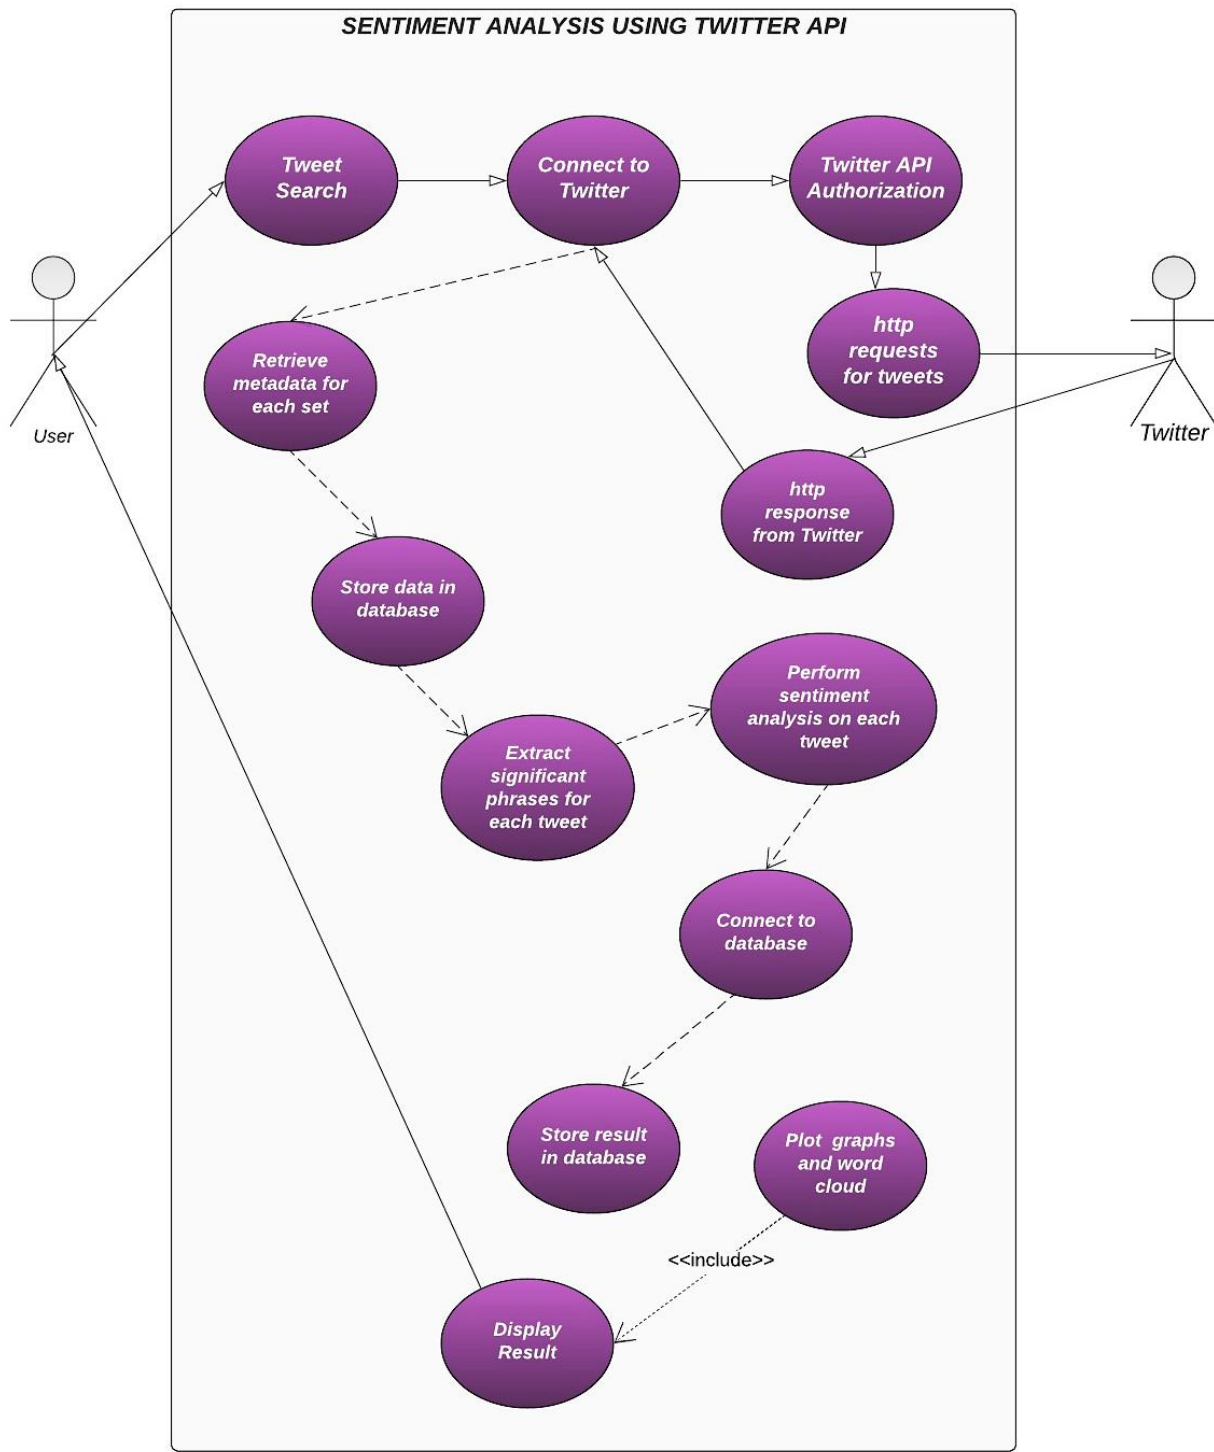 SENTIMENT ANALYSIS USING TWITTER API
Tweet
Search
Connect to
Twitter
Twitter API
Authorization
http
requests
for tweets
Retrieve
metadata for
each set
User
Twitter
http
response
from Twitter
Store data in
database
Perform
sentiment
analysis on each
tweet
Extract
significant
phrases for
each tweet
Connect to
database
Store result
in database
Plot graphs
and word
cloud
<<include>>
Display
Result